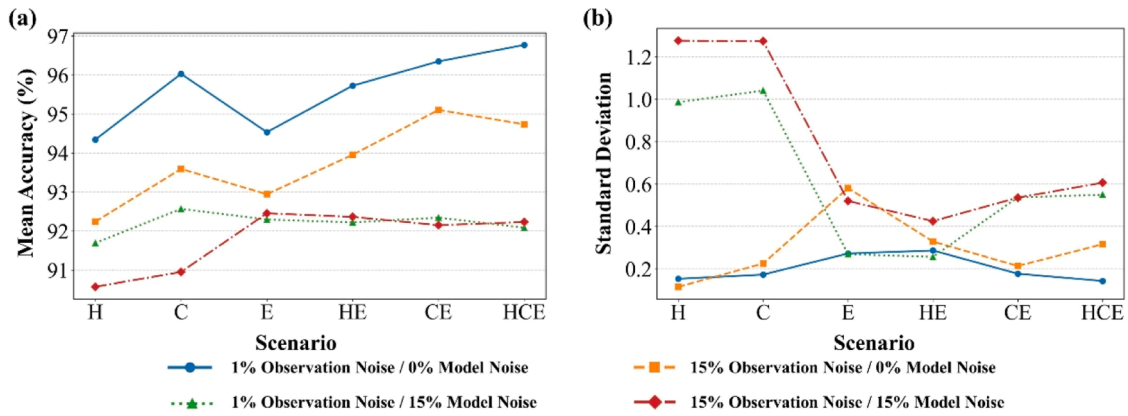 (a)
97
96
95
94
93
92
91
Mean Accuracy (%)
H C E HE CE HCE
Scenario
(b)
1.2
1.0
0.8
0.6
0.4
0.2
Standard Deviation
H C E HE CE HCE
Scenario
1% Observation Noise / 0% Model Noise
15% Observation Noise / 0% Model Noise
1% Observation Noise / 15% Model Noise
15% Observation Noise / 15% Model Noise